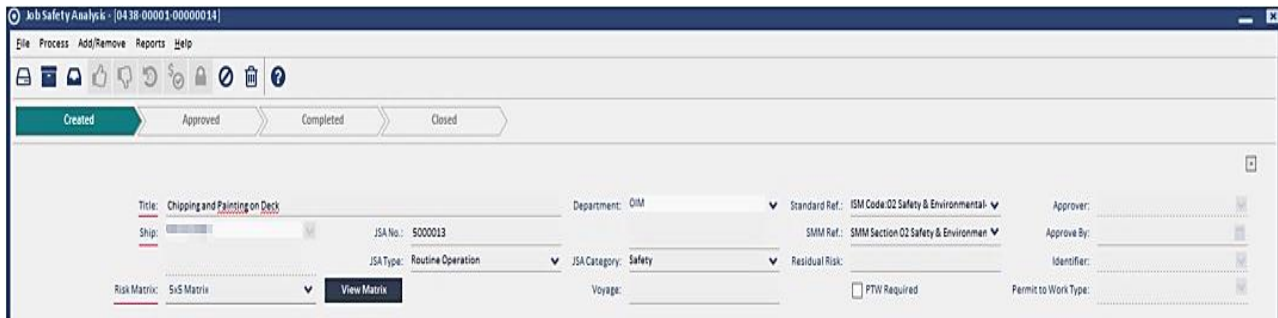 Job Safety Analysis - [0438-00001-00000014]
File Process Add/Remove Reports Help
Created Approved Completed Closed
Title: Chipping and Painting on Deck Department: OIM Standard Ref.: ISM Code:02 Safety & Environmental- Approver:
Ship: JSA No.: 5000013 SMM Ref.: SMM Section 02 Safety & Environmen Approve By:
JSA Type: Routine Operation JSA Category: Safety Residual Risk: Identifier:
Risk Matrix: 5x5 Matrix View Matrix Voyage: PTW Required Permit to Work Type: